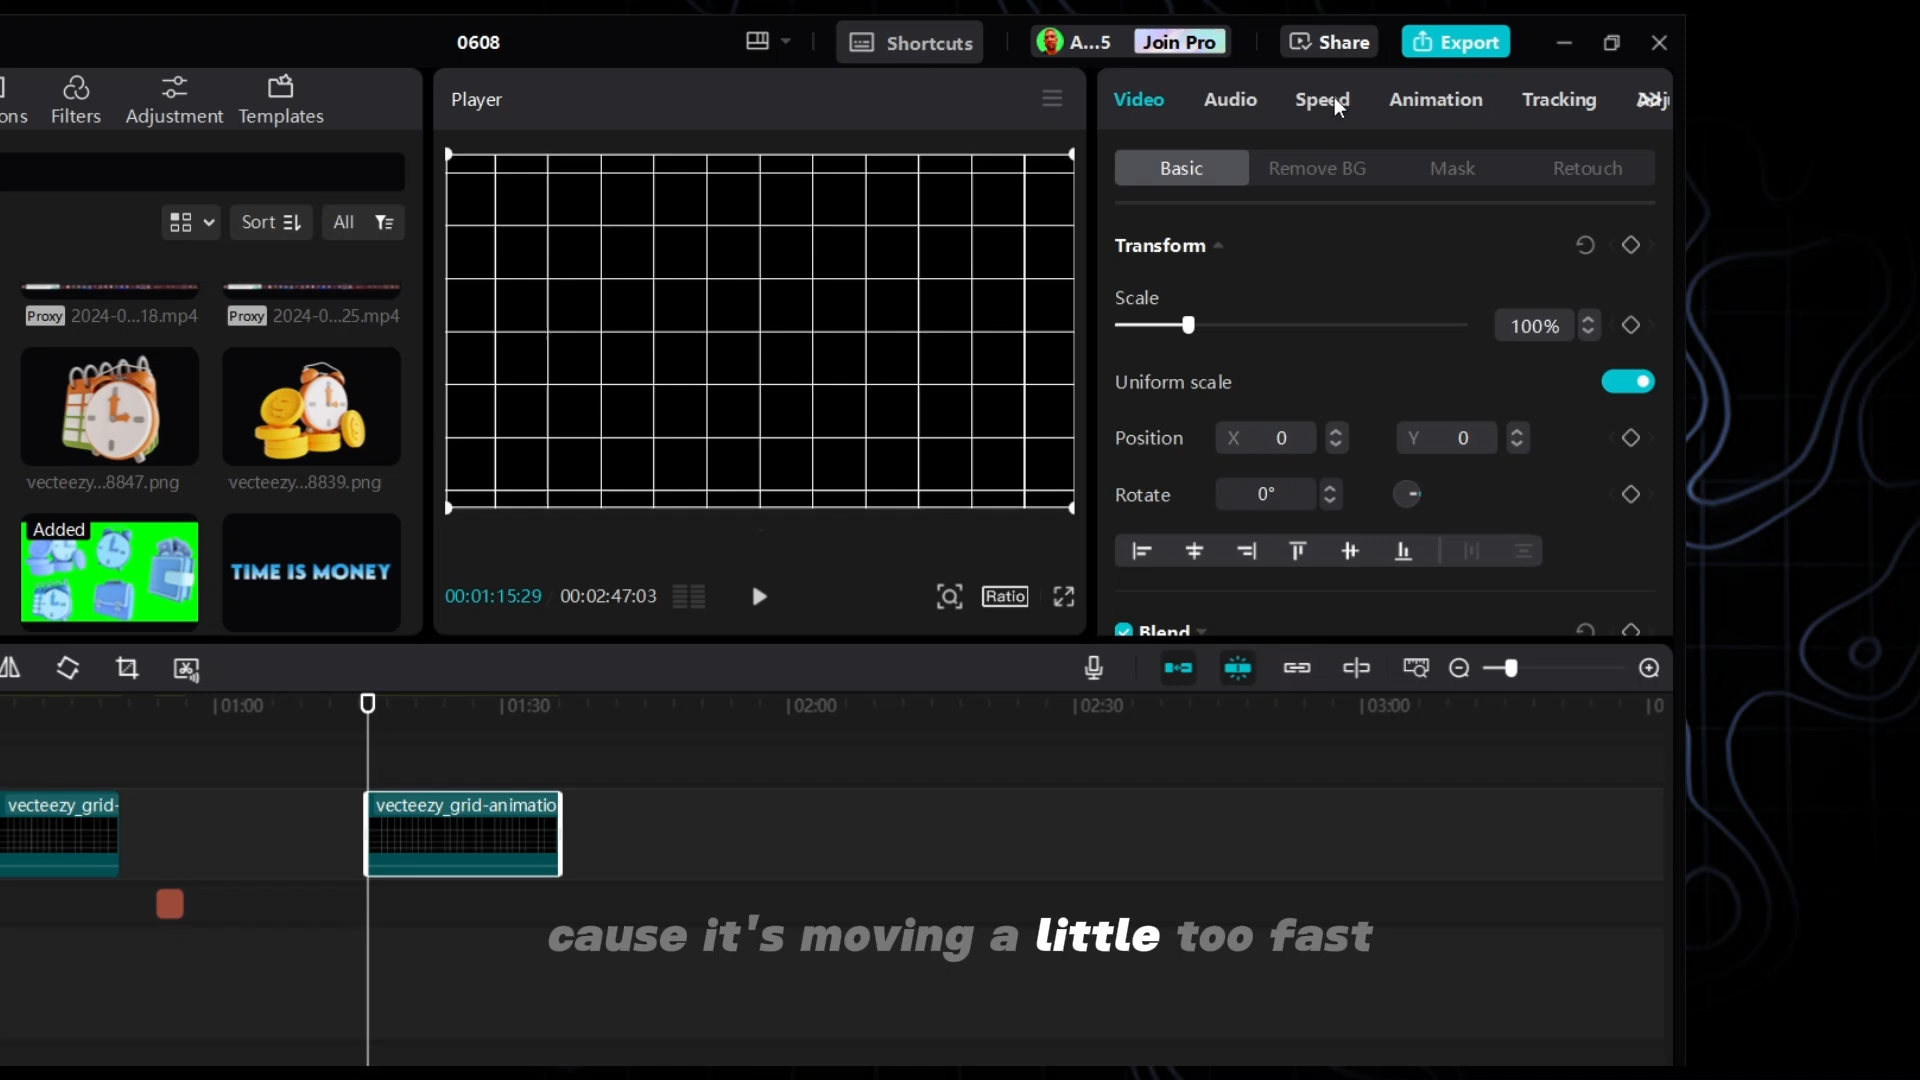 0608
Shortcuts
A...5
Join Pro
Share
Export
ons
Filters
Adjustment
Templates
Player
Video
Audio
Speed
Animation
Tracking
Basic
Remove BG
Mask
Retouch
Sort
All
Transform
Scale
100%
Uniform scale
Position
X 0
Y 0
Rotate
0°
Blend
Proxy 2024-0...18.mp4
Proxy 2024-0...25.mp4
vecteezy...8847.png
vecteezy...8839.png
Added
TIME IS MONEY
00:01:15:29 / 00:02:47:03
Ratio
01:00
01:30
02:00
02:30
03:00
vecteezy_grid-
vecteezy_grid-animatio
cause it's moving a little too fast